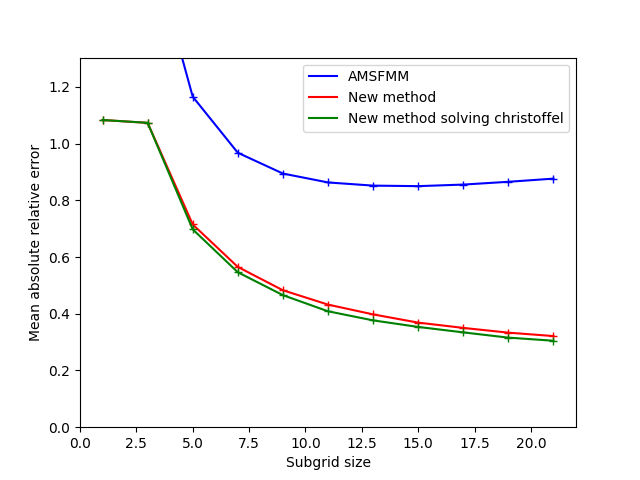 AMSFMM
New method
New method solving christoffel
Mean absolute relative error
1.2
1.0
0.8
0.6
0.4
0.2
0.0
0.0 2.5 5.0 7.5 10.0 12.5 15.0 17.5 20.0
Subgrid size